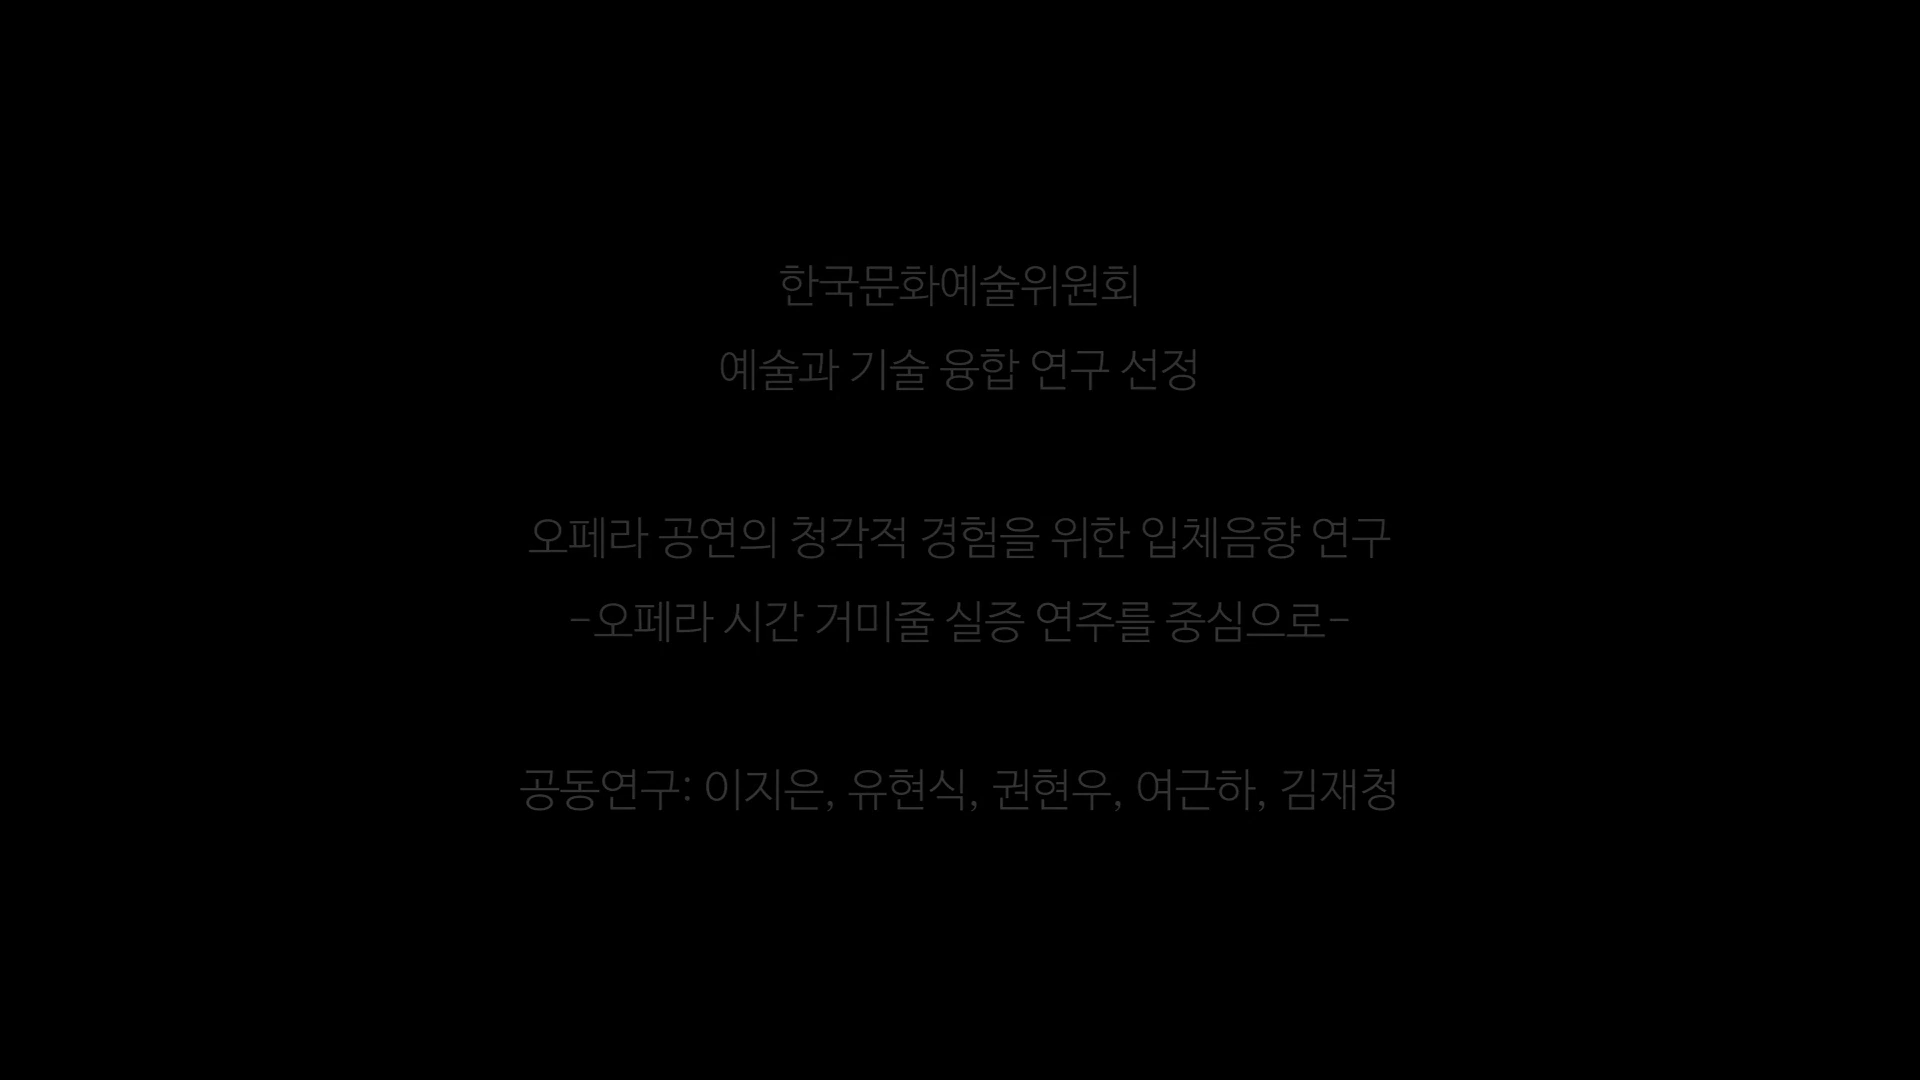 한국문화예술위원회
예술과 기술 융합 연구 선정
오페라 공연의 청각적 경험을 위한 입체음향 연구
-오페라 시간 거미줄 실증 연주를 중심으로-
공동연구: 이지은, 유현식, 권현우, 여근하, 김재청